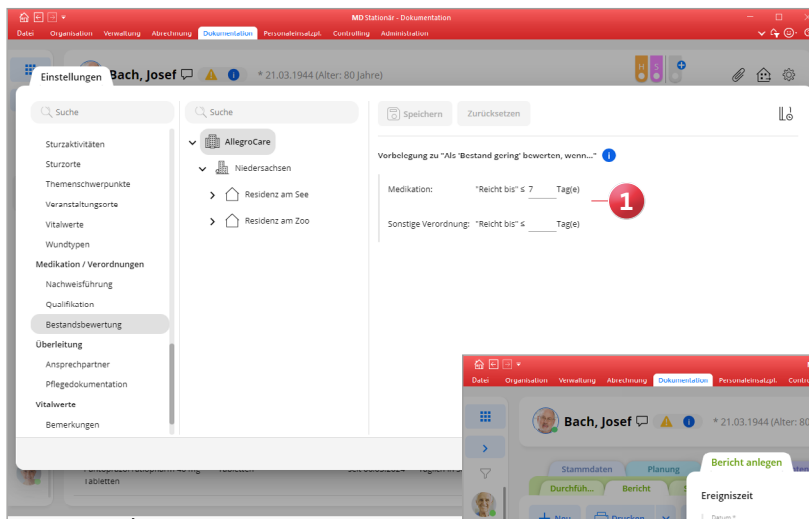 MD Stationär - Dokumentation
Datei Organisation Verwaltung Abrechnung Dokumentation Personaleinsatzpl. Controlling Administration
Einstellungen
Bach, Josef * 21.03.1944 (Alter: 80 Jahre)
H S
Suche
Sturzaktivitäten
Sturzorte
Themenschwerpunkte
Veranstaltungsorte
Vitalwerte
Wundtypen
Medikation / Verordnungen
Nachweisführung
Qualifikation
Bestandsbewertung
Überleitung
Ansprechpartner
Pflegedokumentation
Vitalwerte
Bemerkungen
Suche
AllegroCare
Niedersachsen
Residenz am See
Residenz am Zoo
Speichern Zurücksetzen
Vorbelegung zu "Als 'Bestand gering' bewerten, wenn..."
Medikation: "Reicht bis" ≤ 7 Tag(e)
1
Sonstige Verordnung: "Reicht bis" ≤ Tag(e)
Tabletten
Datei Organisation Verwaltung Abrechnung Dokumentation Personaleinsatzpl.
Bach, Josef * 21.03.1944 (Alter: 80
Stammdaten Planung
Bericht anlegen
Durchfüh... Bericht
Ereigniszeit
Neu Drucken
Datum *